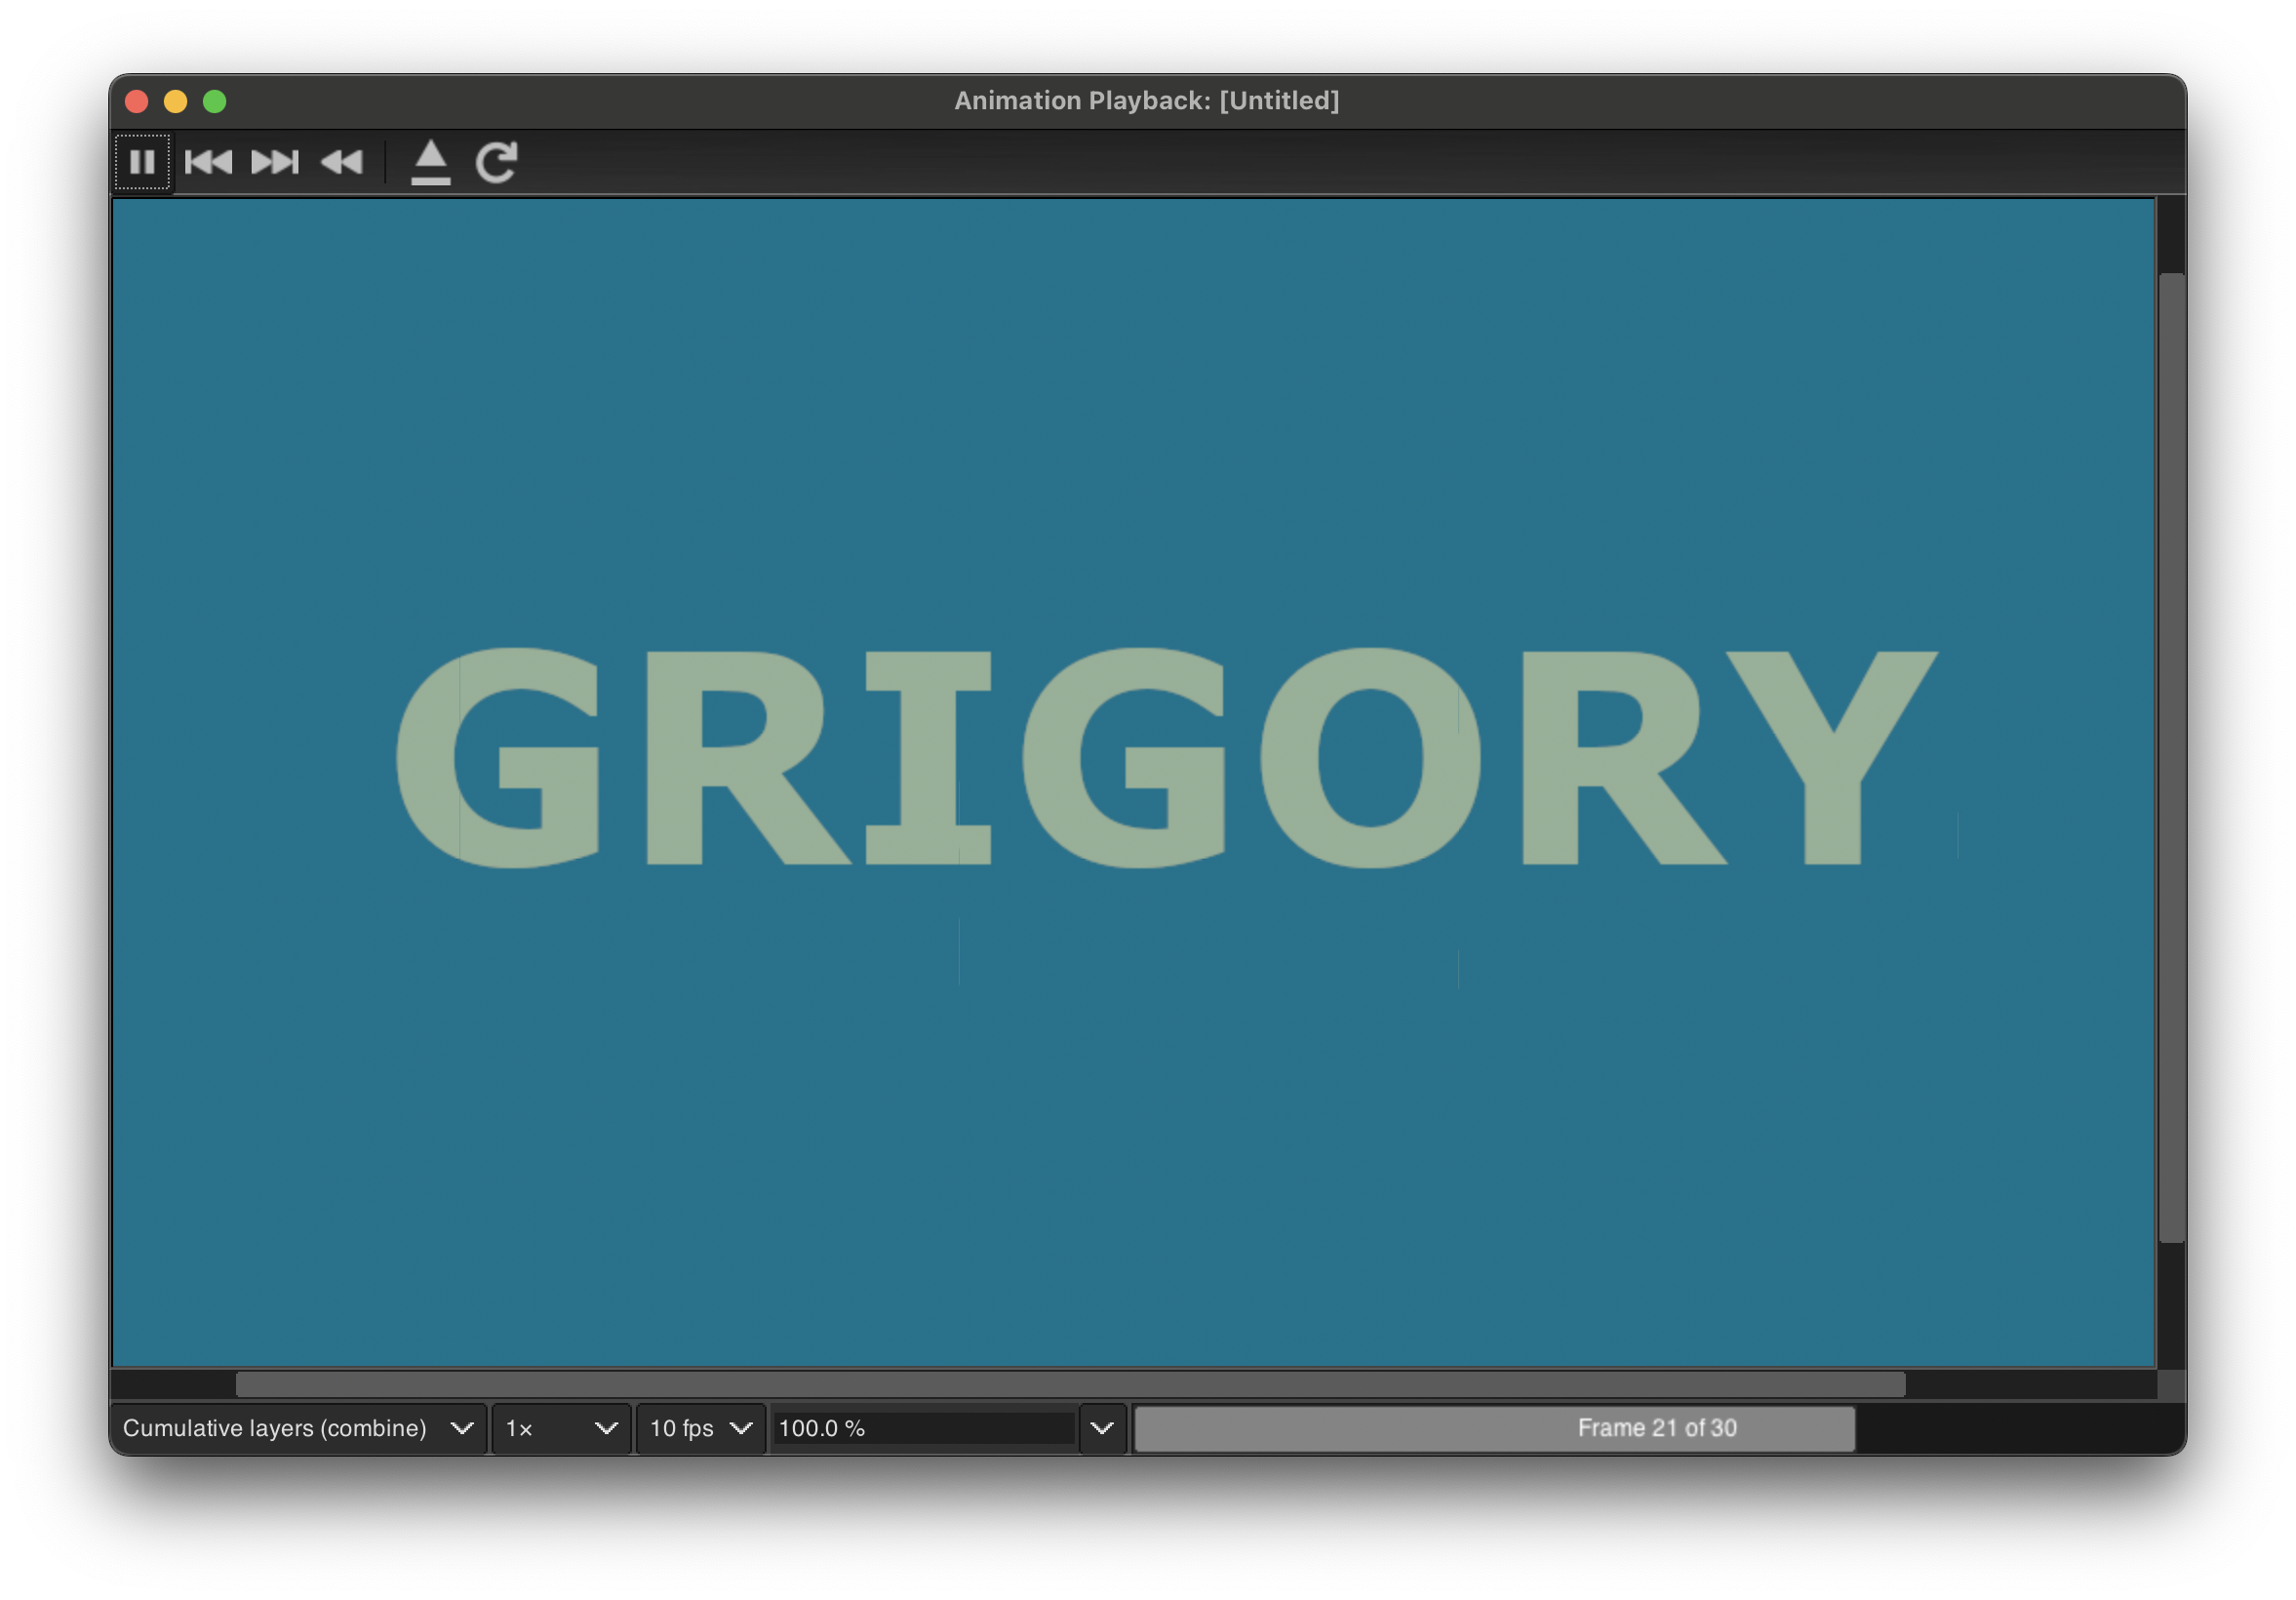 Animation Playback: [Untitled]
GRIGORY
Cumulative layers (combine) 1× 10 fps 100.0 % Frame 21 of 30